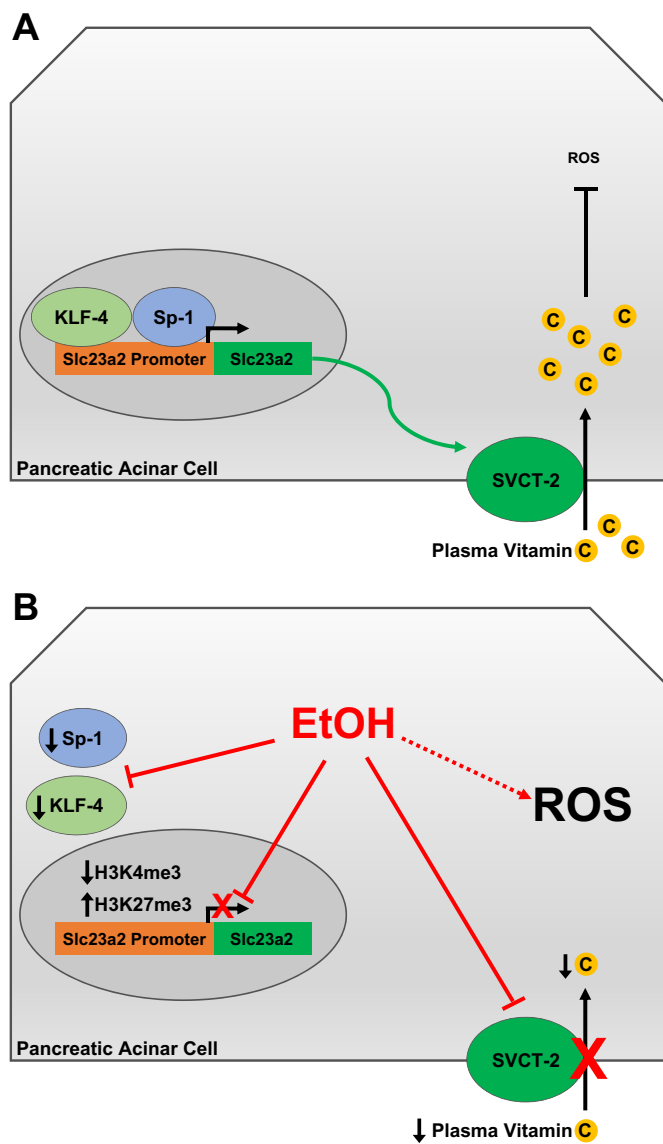 A
ROS
KLF-4
Sp-1
Slc23a2 Promoter
Slc23a2
C
C
C
C
C
C
Pancreatic Acinar Cell
SVCT-2
C
Plasma Vitamin C
C
B
EtOH
Sp-1
KLF-4
ROS
↓H3K4me3
↑H3K27me3
X
Slc23a2 Promoter
Slc23a2
↓ C
Pancreatic Acinar Cell
SVCT-2
X
↓ Plasma Vitamin C